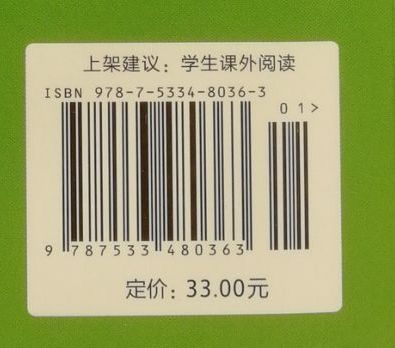 上架建议：学生课外阅读
ISBN 978-7-5334-8036-3
01>
9 787533 480363
定价：33.00元